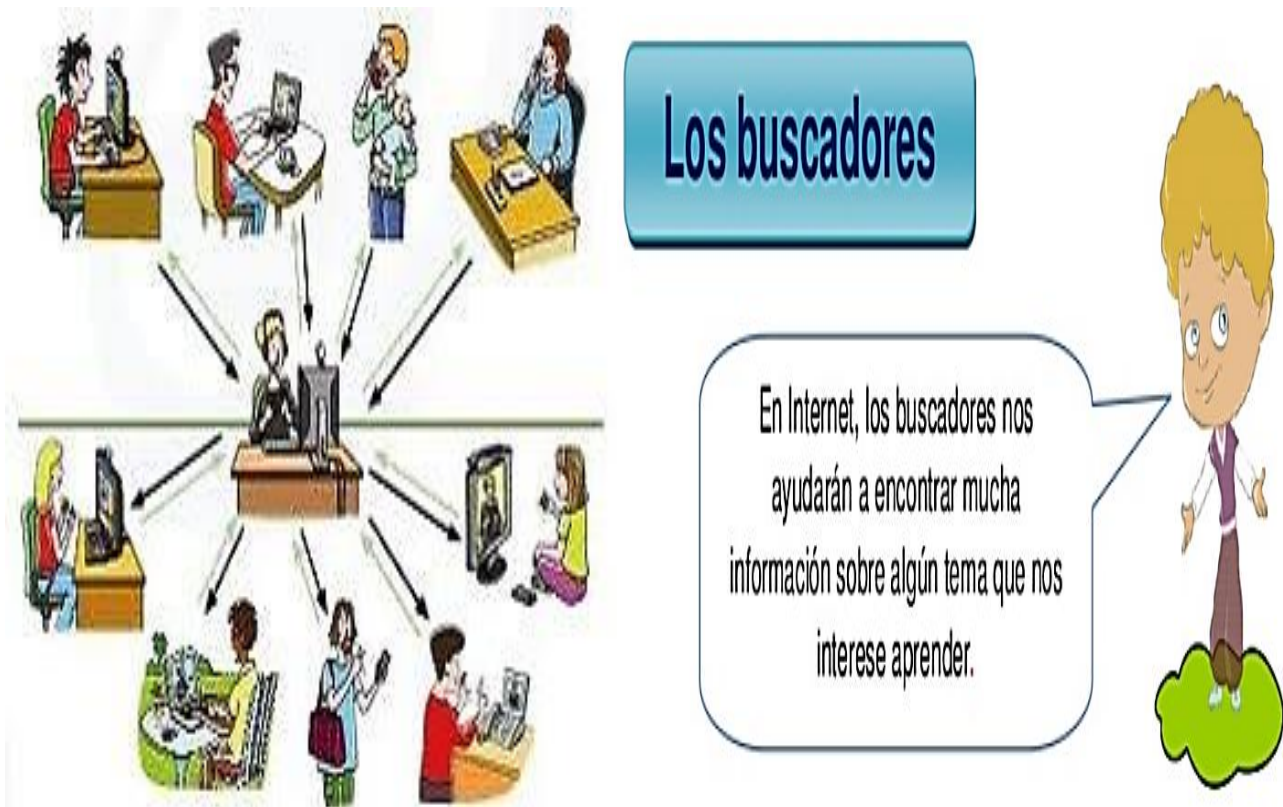 Los buscadores
En Internet, los buscadores nos
ayudarán a encontrar mucha
información sobre algún tema que nos
interese aprender.